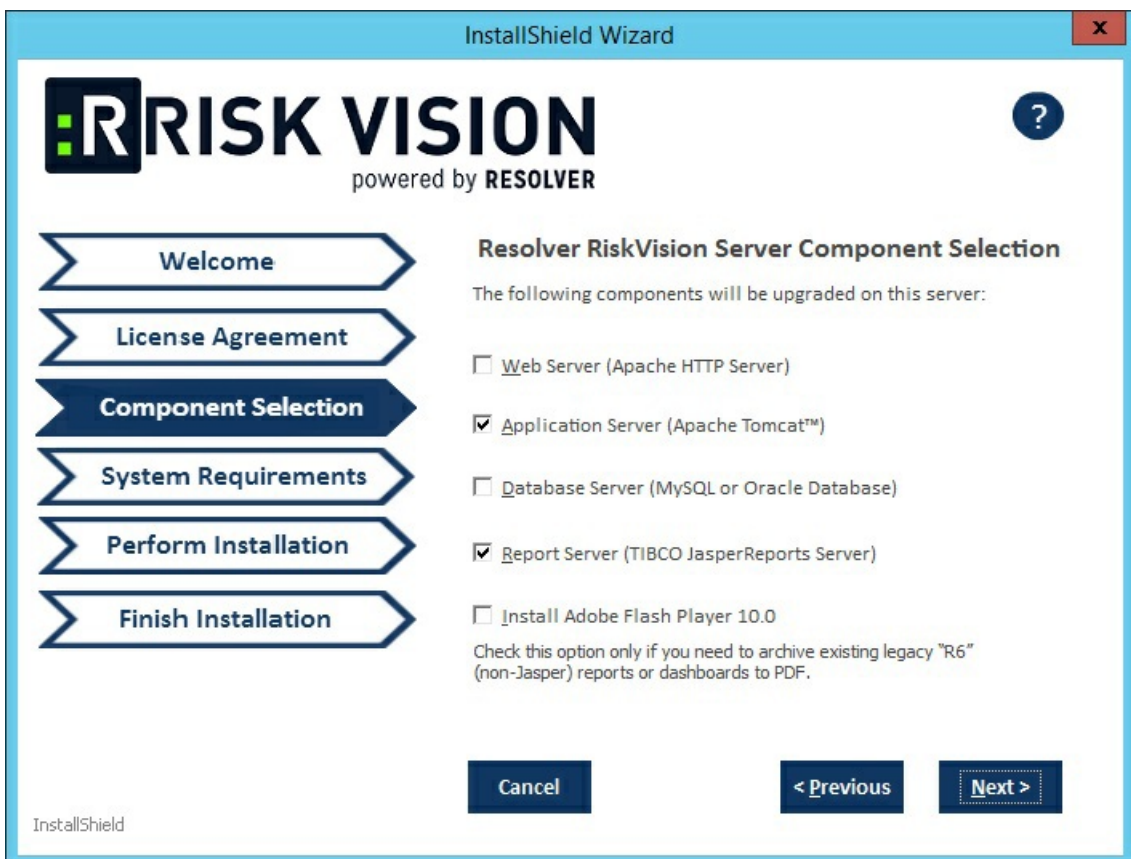 InstallShield Wizard
x
:R RISK VISION
powered by RESOLVER
?
Welcome
License Agreement
Component Selection
System Requirements
Perform Installation
Finish Installation
Resolver RiskVision Server Component Selection
The following components will be upgraded on this server:
Web Server (Apache HTTP Server)
Application Server (Apache Tomcat™)
Database Server (MySQL or Oracle Database)
Report Server (TIBCO JasperReports Server)
Install Adobe Flash Player 10.0
Check this option only if you need to archive existing legacy "R6"
(non-Jasper) reports or dashboards to PDF.
Cancel
< Previous
Next >
InstallShield